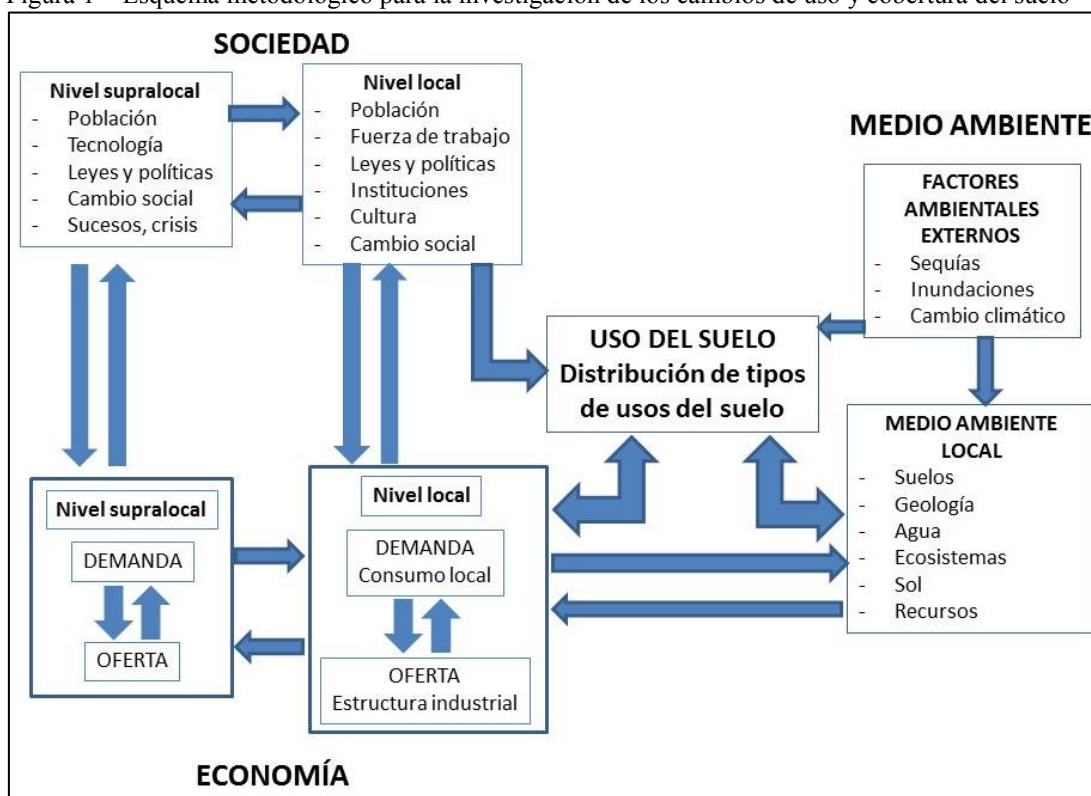 Figura 1 – Esquema metodológico para la investigación de los cambios de uso y cobertura del suelo
SOCIEDAD
Nivel supralocal
- Población
- Tecnología
- Leyes y políticas
- Cambio social
- Sucesos, crisis
Nivel local
- Población
- Fuerza de trabajo
- Leyes y políticas
- Instituciones
- Cultura
- Cambio social
MEDIO AMBIENTE
FACTORES
AMBIENTALES
EXTERNOS
- Sequías
- Inundaciones
- Cambio climático
USO DEL SUELO
Distribución de tipos
de usos del suelo
MEDIO AMBIENTE
LOCAL
- Suelos
- Geología
- Agua
- Ecosistemas
- Sol
- Recursos
Nivel supralocal
DEMANDA
OFERTA
Nivel local
DEMANDA
Consumo local
OFERTA
Estructura industrial
ECONOMÍA